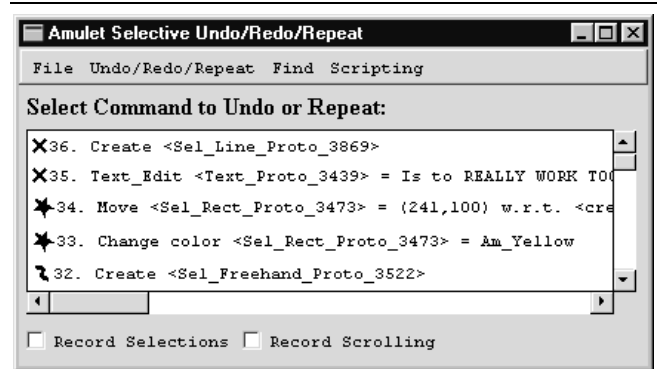 Amulet Selective Undo/Redo/Repeat
File Undo/Redo/Repeat Find Scripting
Select Command to Undo or Repeat:
36. Create <Sel_Line_Proto_3869>
35. Text_Edit <Text_Proto_3439> = Is to REALLY WORK TOO
34. Move <Sel_Rect_Proto_3473> = (241,100) w.r.t. <cre
33. Change color <Sel_Rect_Proto_3473> = Am_Yellow
32. Create <Sel_Freehand_Proto_3522>
Record Selections Record Scrolling